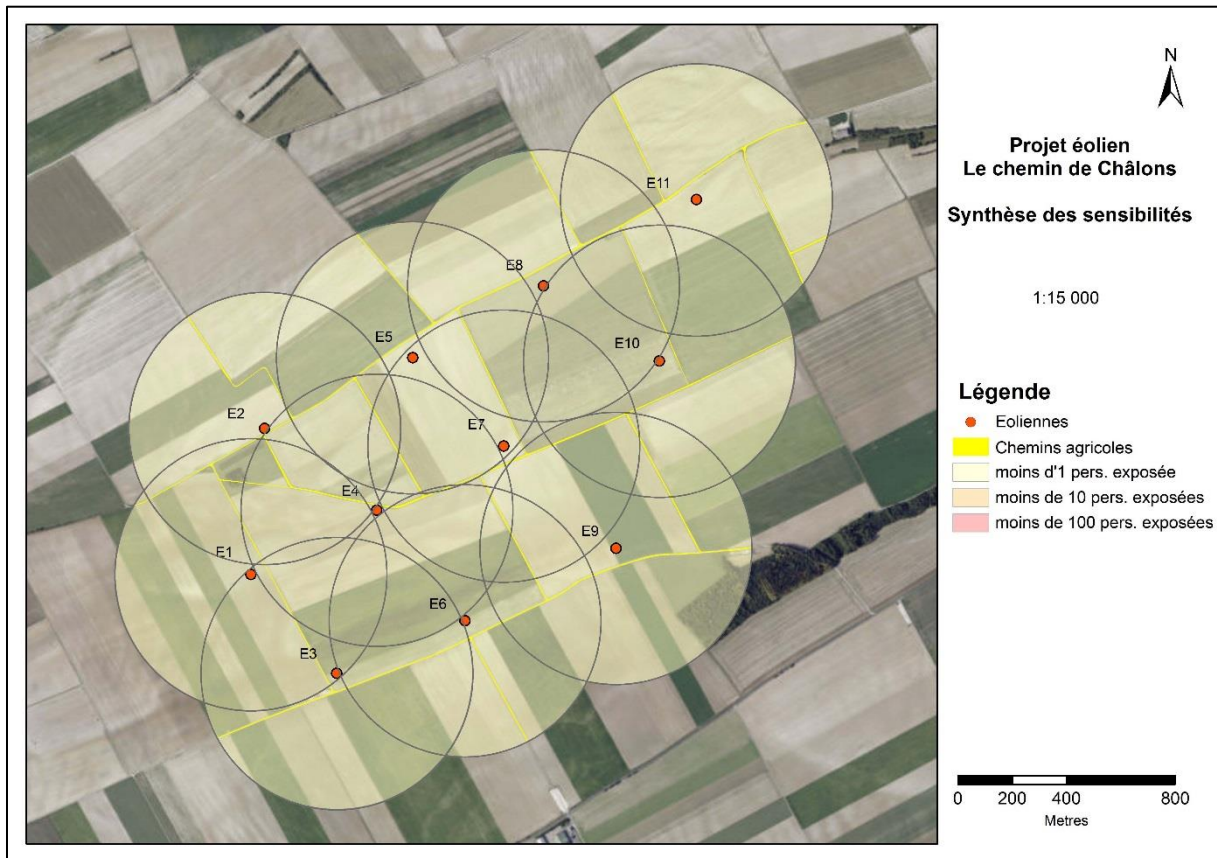 E11
E8
E5
E10
E2
E7
E4
E9
E1
E6
E3
N
Projet éolien
Le chemin de Châlons
Synthèse des sensibilités
1:15 000
Légende
Eoliennes
Chemins agricoles
moins d'1 pers. exposée
moins de 10 pers. exposées
moins de 100 pers. exposées
0 200 400 800
Metres